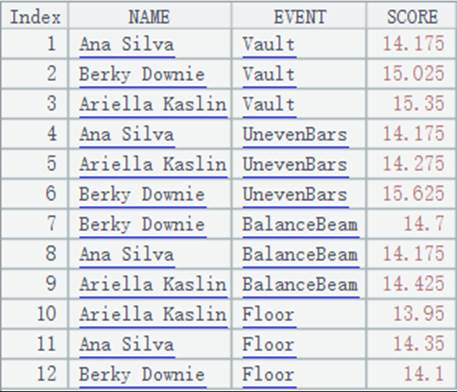 Index NAME EVENT SCORE
1 Ana Silva Vault 14.175
2 Berky Downie Vault 15.025
3 Ariella Kaslin Vault 15.35
4 Ana Silva UnevenBars 14.175
5 Ariella Kaslin UnevenBars 14.275
6 Berky Downie UnevenBars 15.625
7 Berky Downie BalanceBeam 14.7
8 Ana Silva BalanceBeam 14.175
9 Ariella Kaslin BalanceBeam 14.425
10 Ariella Kaslin Floor 13.95
11 Ana Silva Floor 14.35
12 Berky Downie Floor 14.1